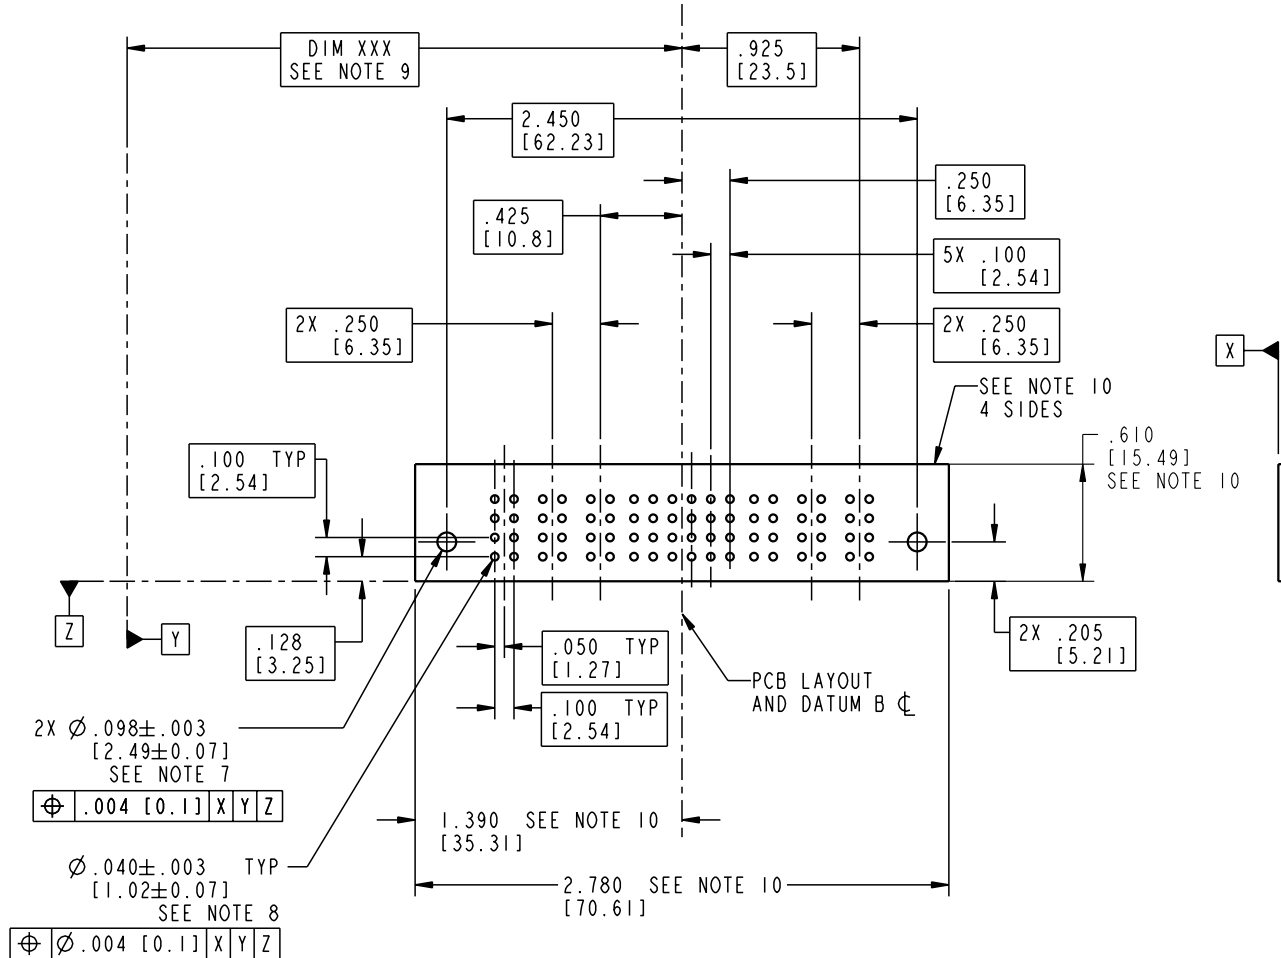 DIM XXX
SEE NOTE 9
.925
[23.5]
2.450
[62.23]
.250
[6.35]
.425
[10.8]
5X .100
[2.54]
2X .250
[6.35]
2X .250
[6.35]
X
SEE NOTE 10
4 SIDES
.610
[15.49]
SEE NOTE 10
.100 TYP
[2.54]
Z
Y
.128
[3.25]
.050 TYP
[1.27]
2X .205
[5.21]
PCB LAYOUT
AND DATUM B ℄
.100 TYP
[2.54]
2X Ø.098±.003
[2.49±0.07]
SEE NOTE 7
⌖ .004 [0.1] X Y Z
1.390 SEE NOTE 10
[35.31]
Ø.040±.003 TYP
[1.02±0.07]
SEE NOTE 8
⌖ Ø.004 [0.1] X Y Z
2.780 SEE NOTE 10
[70.61]